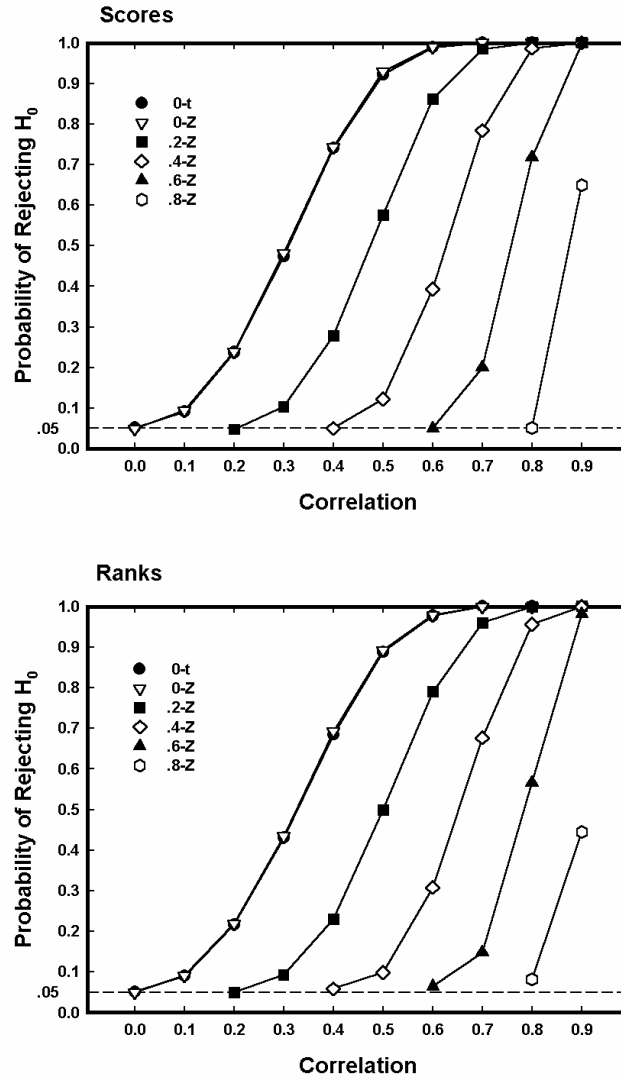 Scores
Probability of Rejecting H0
1.0
0.9
0.8
0.7
0.6
0.5
0.4
0.3
0.2
0.1
.05
0.0
0-t
0-Z
.2-Z
.4-Z
.6-Z
.8-Z
0.0 0.1 0.2 0.3 0.4 0.5 0.6 0.7 0.8 0.9
Correlation
Ranks
Probability of Rejecting H0
1.0
0.9
0.8
0.7
0.6
0.5
0.4
0.3
0.2
0.1
.05
0.0
0-t
0-Z
.2-Z
.4-Z
.6-Z
.8-Z
0.0 0.1 0.2 0.3 0.4 0.5 0.6 0.7 0.8 0.9
Correlation